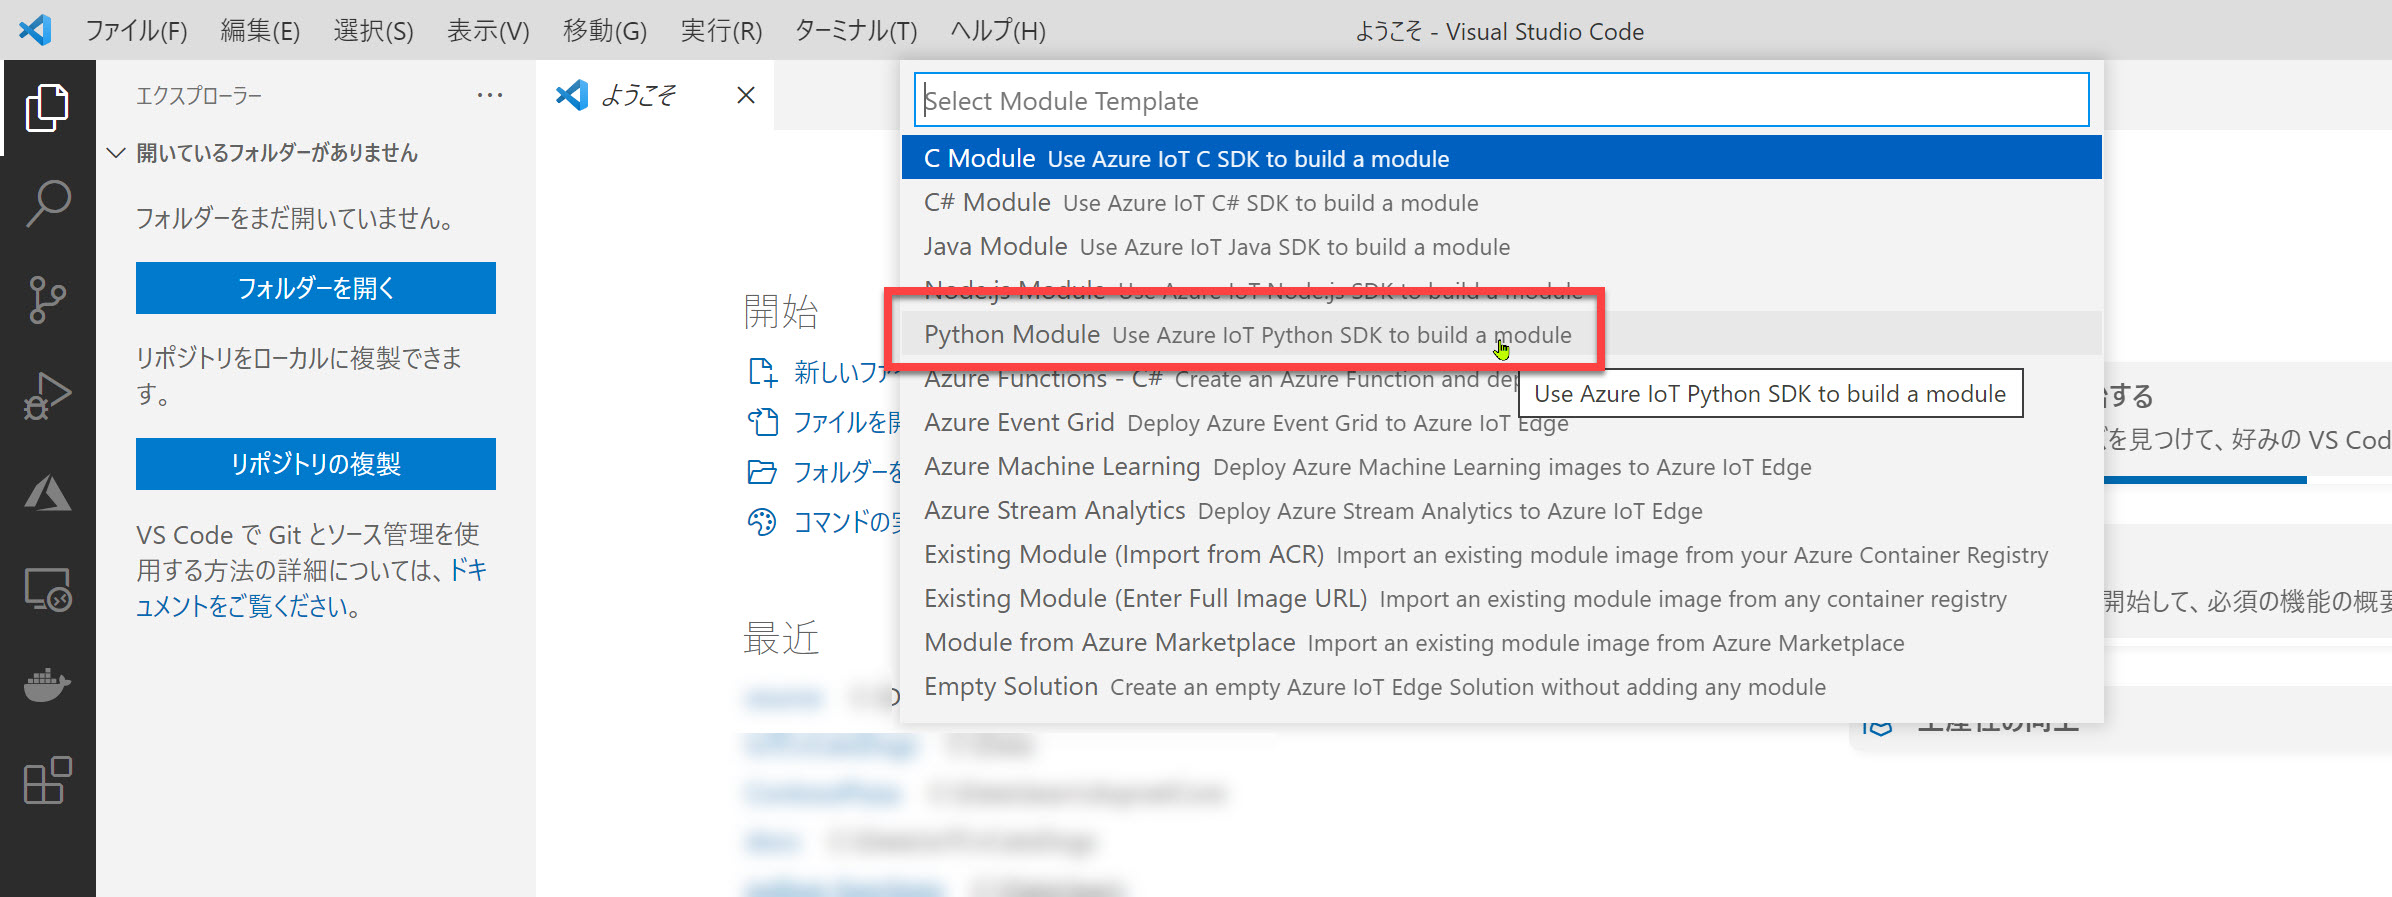 ファイル(F) 編集(E) 選択(S) 表示(V) 移動(G) 実行(R) ターミナル(T) ヘルプ(H) ようこそ - Visual Studio Code
エクスプローラー
開いているフォルダーがありません
フォルダーをまだ開いていません。
フォルダーを開く
リポジトリをローカルに複製できま
す。
リポジトリの複製
VS Code で Git とソース管理を使
用する方法の詳細については、ドキ
ュメントをご覧ください。
ようこそ
Select Module Template
C Module Use Azure IoT C SDK to build a module
C# Module Use Azure IoT C# SDK to build a module
Java Module Use Azure IoT Java SDK to build a module
Node.js Module Use Azure IoT Node.js SDK to build a module
Python Module Use Azure IoT Python SDK to build a module
Azure Functions - C# Create an Azure Function and dep
Use Azure IoT Python SDK to build a module
Azure Event Grid Deploy Azure Event Grid to Azure IoT Edge
Azure Machine Learning Deploy Azure Machine Learning images to Azure IoT Edge
Azure Stream Analytics Deploy Azure Stream Analytics to Azure IoT Edge
Existing Module (Import from ACR) Import an existing module image from your Azure Container Registry
Existing Module (Enter Full Image URL) Import an existing module image from any container registry
Module from Azure Marketplace Import an existing module image from Azure Marketplace
Empty Solution Create an empty Azure IoT Edge Solution without adding any module
開始
新しいファ
ファイルを開
フォルダーを
コマンドの実
最近
する
を見つけて、好みの VS Cod
開始して、必須の機能の概要
生産性の向上